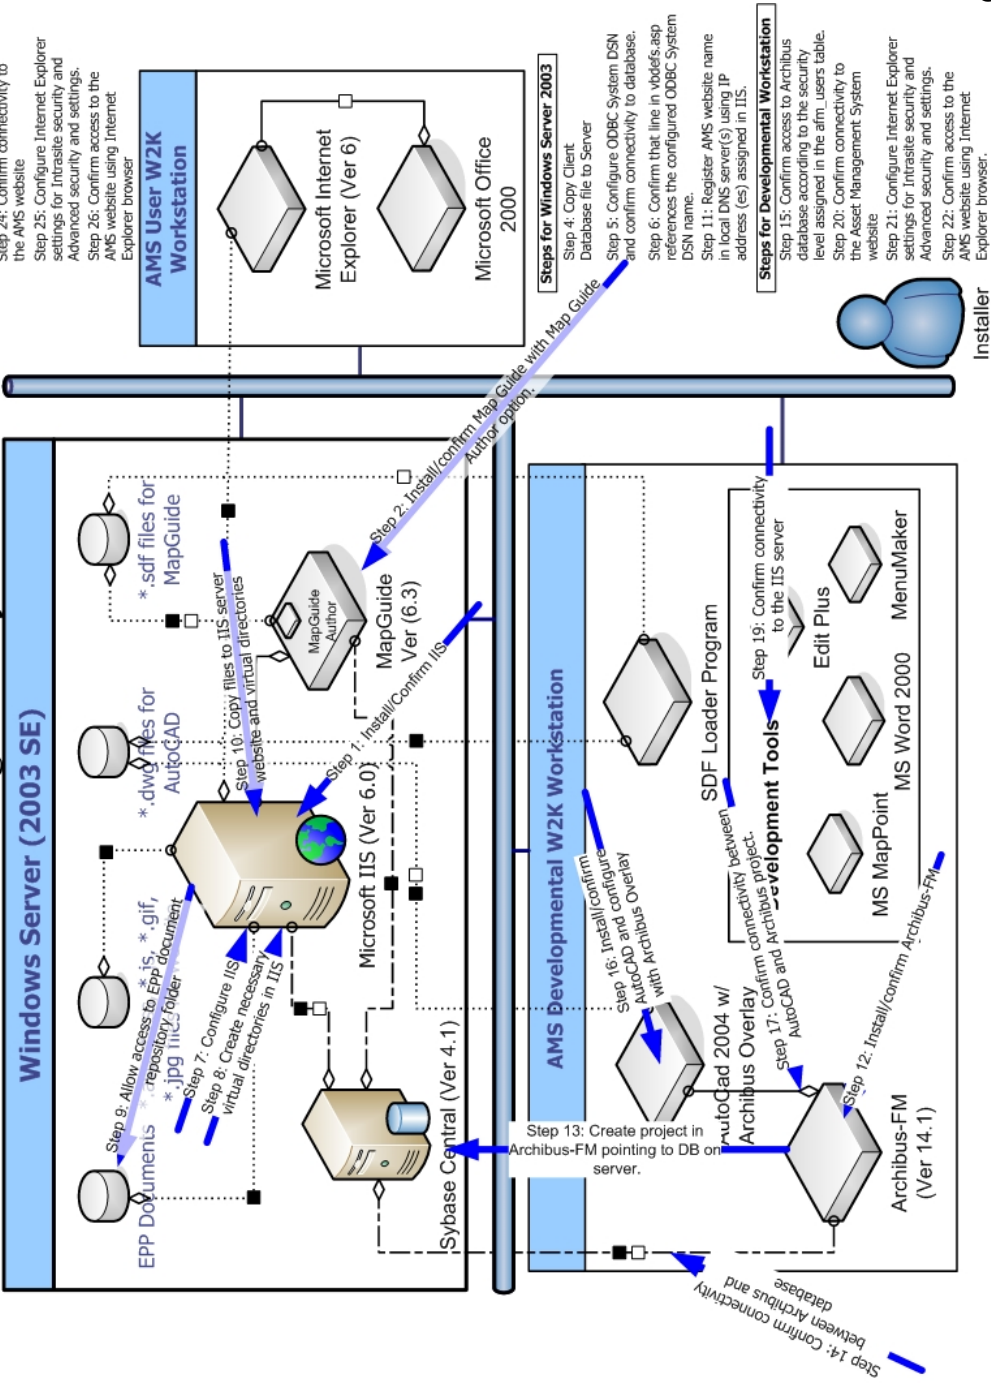 Step 24: Confirm connectivity to
the AMS website
Step 25: Configure Internet Explorer
settings for Intrasite security and
Advanced security and settings.
Step 26: Confirm access to the
AMS website using Internet
Explorer browser
AMS User W2K
Workstation
Microsoft Internet
Explorer (Ver 6)
Microsoft Office
2000
Steps for Windows Server 2003
Step 4: Copy Client
Database file to Server
Step 5: Configure ODBC System DSN
and confirm connectivity to database.
Step 6: Confirm that line in vbdefs.asp
references the configured ODBC System
DSN name.
Step 11: Register AMS website name
in local DNS server(s) using IP
address (es) assigned in IIS.
Steps for Developmental Workstation
Step 15: Confirm access to Archibus
database according to the security
level assigned in the afm_users table.
Step 20: Confirm connectivity to
the Asset Management System
website
Step 21: Configure Internet Explorer
settings for Intrasite security and
Advanced security and settings.
Step 22: Confirm access to the
AMS website using Internet
Explorer browser.
Installer
Windows Server (2003 SE)
*.sdf files for
MapGuide
*.dwg files for
AutoCAD
*.js, *.gif,
*.jpg files
EPP Documents
MapGuide
Author
MapGuide
Ver (6.3)
Microsoft IIS (Ver 6.0)
Sybase Central (Ver 4.1)
Step 1: Install/Confirm IIS
Step 2: Install/confirm Map Guide with Map Guide
Author option.
Step 7: Configure IIS
Step 8: Create necessary
virtual directories in IIS
Step 9: Allow access to EPP document
repository folder
Step 10: Copy files to IIS server
website and virtual directories
AMS Developmental W2K Workstation
SDF Loader Program
Development Tools
Edit Plus
MenuMaker
MS Word 2000
MS MapPoint
AutoCad 2004 w/
Archibus Overlay
Archibus-FM
(Ver 14.1)
Step 12: Install/confirm Archibus-FM
Step 13: Create project in
Archibus-FM pointing to DB on
server.
Step 14: Confirm connectivity
between Archibus and
database
Step 16: Install/confirm
AutoCAD and configure
with Archibus Overlay
Step 17: Confirm connectivity between
AutoCAD and Archibus project.
Step 19: Confirm connectivity
to the IIS server